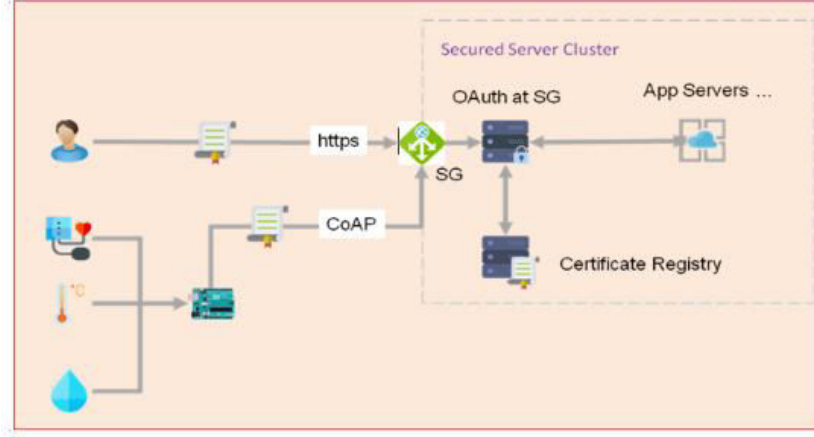 Secured Server Cluster
OAuth at SG
App Servers ...
https
SG
CoAP
Certificate Registry
°C